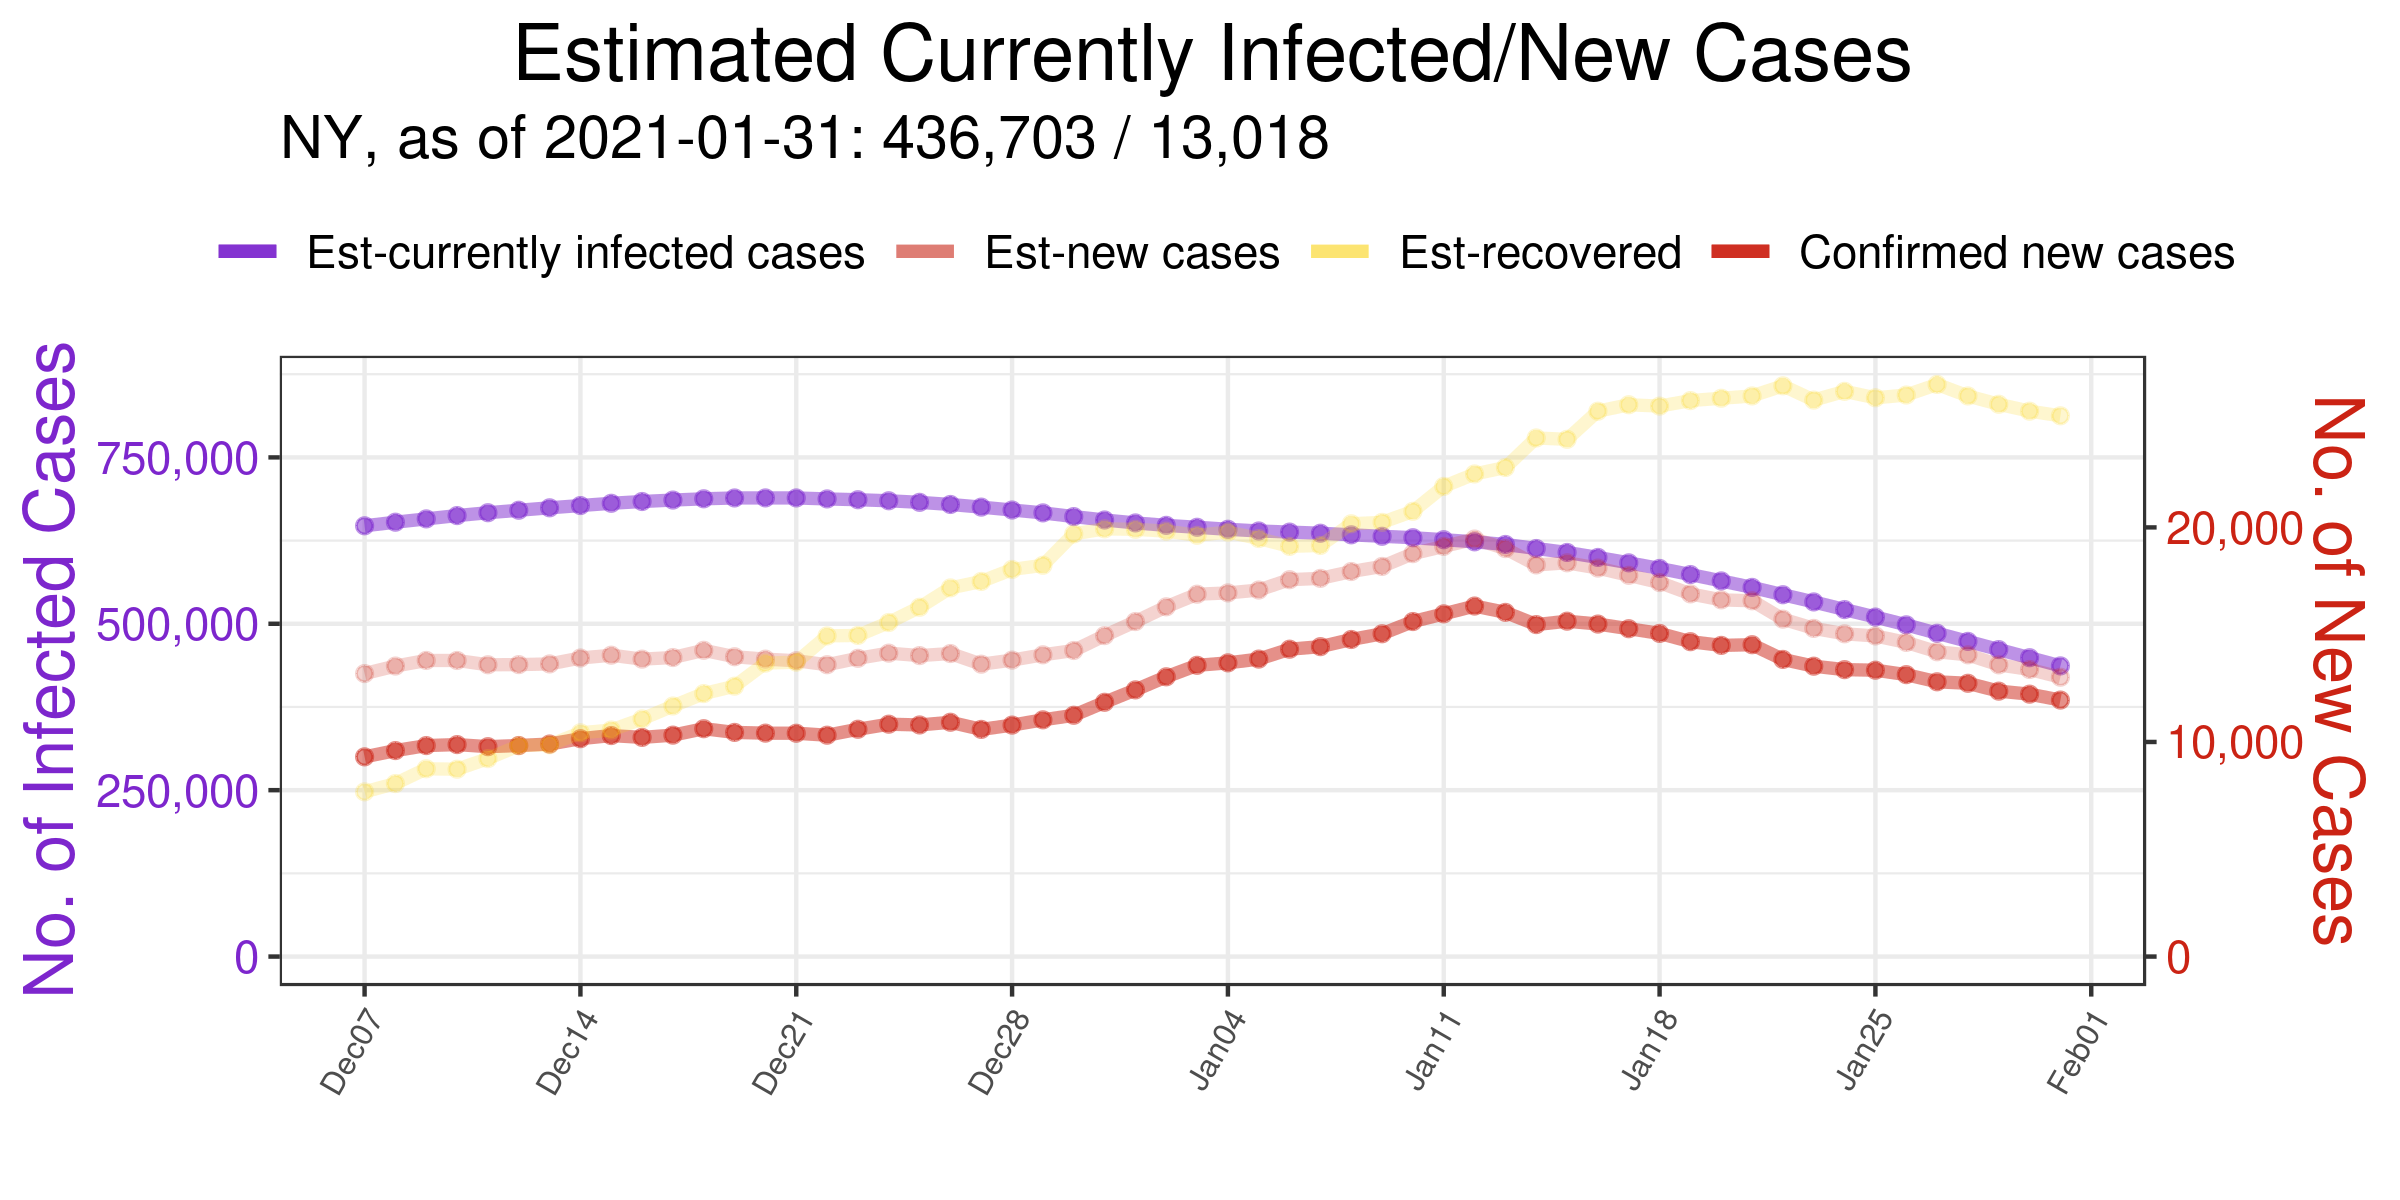 Estimated Currently Infected/New Cases
NY, as of 2021-01-31: 436,703 / 13,018
Est-currently infected cases Est-new cases Est-recovered Confirmed new cases
No. of Infected Cases
750,000
500,000
250,000
0
20,000
10,000
0
No. of New Cases
Dec07 Dec14 Dec21 Dec28 Jan04 Jan11 Jan18 Jan25 Feb01